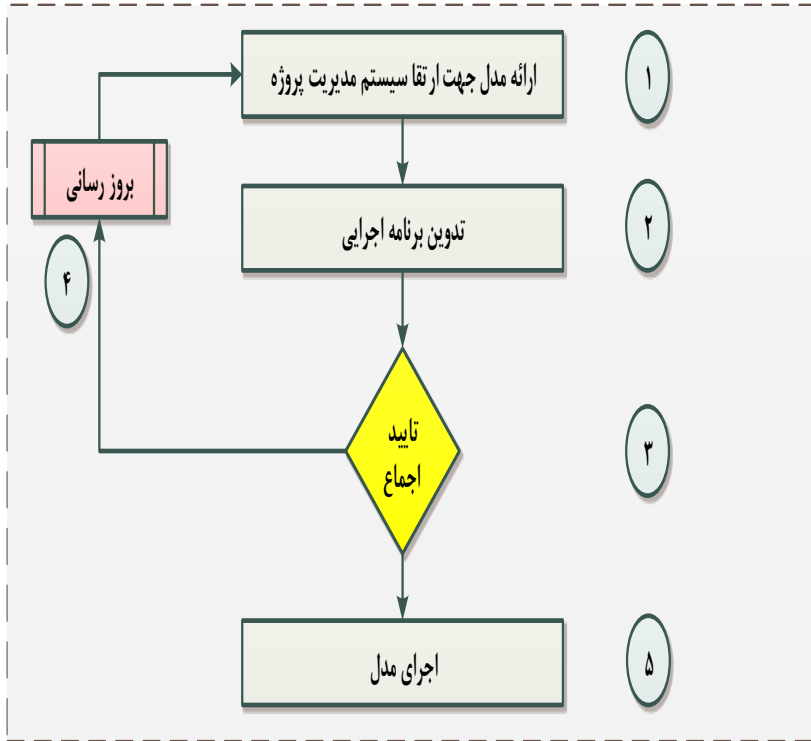 ارائه مدل جهت ارتقا سیستم مدیریت پروژه
۱
بروز رسانی
تدوین برنامه اجرایی
۲
۴
تایید
اجماع
۳
اجرای مدل
۵